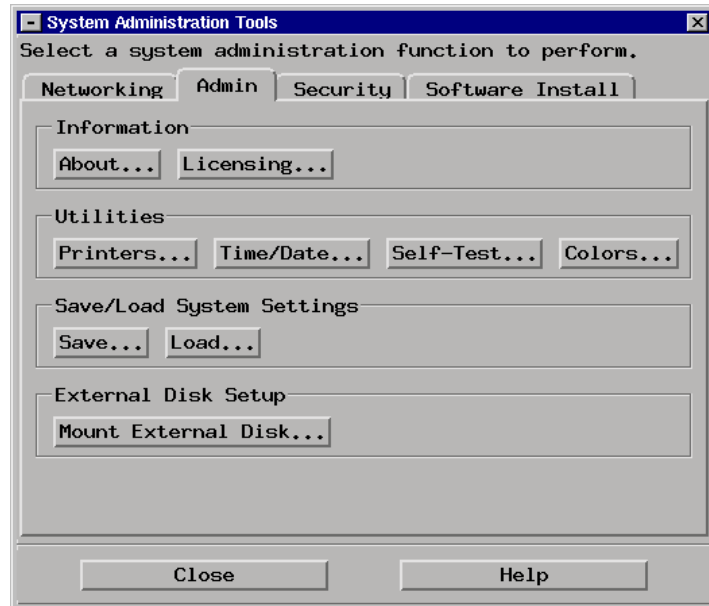 System Administration Tools
Select a system administration function to perform.
Networking Admin Security Software Install
Information
About... Licensing...
Utilities
Printers... Time/Date... Self-Test... Colors...
Save/Load System Settings
Save... Load...
External Disk Setup
Mount External Disk...
Close Help